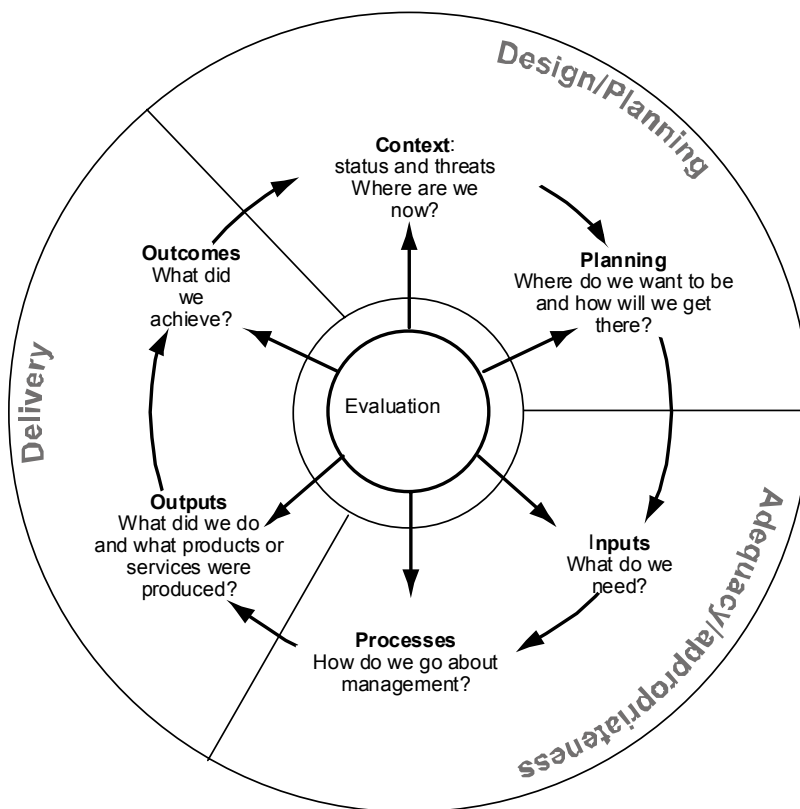 Design/Planning
Context:
status and threats
Where are we
now?
Planning
Where do we want to be
and how will we get
there?
Outcomes
What did
we
achieve?
Delivery
Evaluation
Outputs
What did we do
and what products or
services were
produced?
Inputs
What do we
need?
Adequacy/appropriateness
Processes
How do we go about
management?